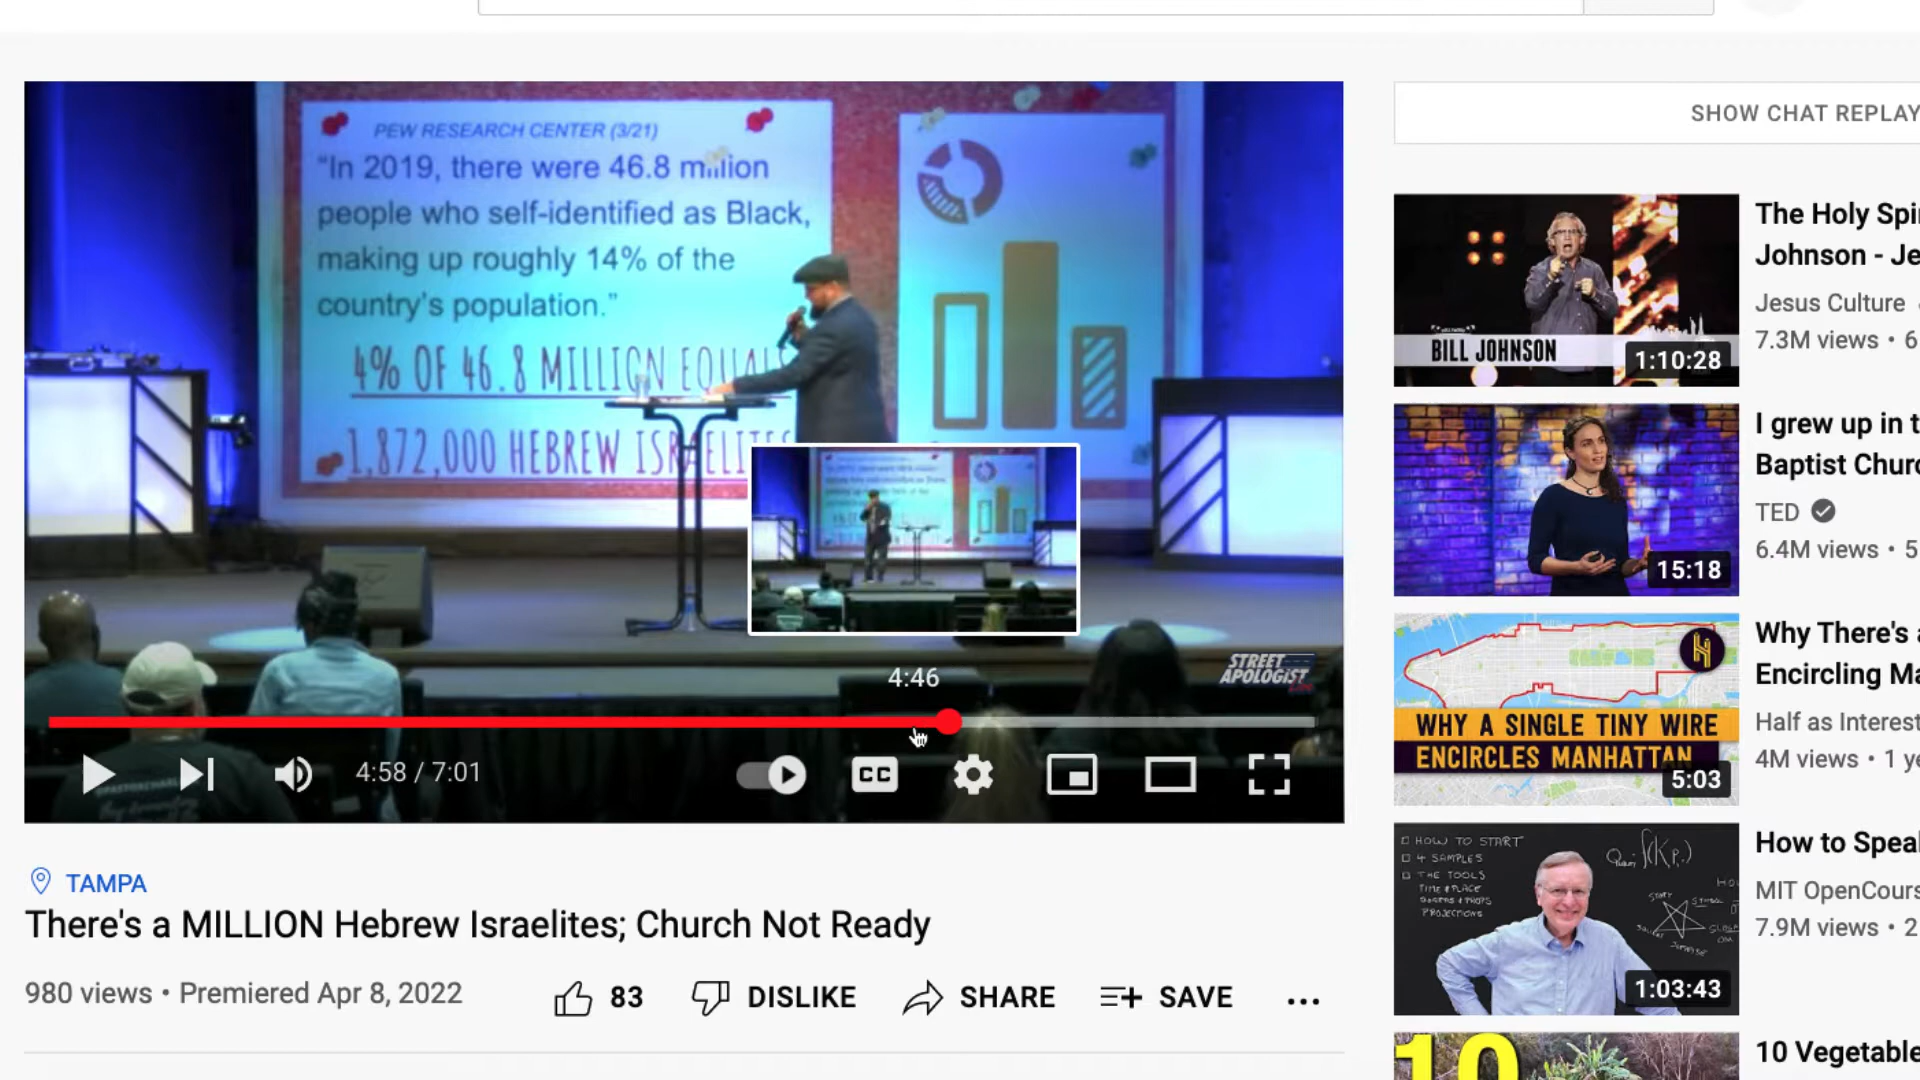 SHOW CHAT REPLAY
PEW RESEARCH CENTER (3/21)
"In 2019, there were 46.8 million
people who self-identified as Black,
making up roughly 14% of the
country's population."
4% OF 46.8 MILLION EQUALS
1,872,000 HEBREW ISRAELITES
STREET
APOLOGIST
4:46
4:58 / 7:01
CC
TAMPA
There's a MILLION Hebrew Israelites; Church Not Ready
980 views • Premiered Apr 8, 2022
83
DISLIKE
SHARE
SAVE
BILL JOHNSON
1:10:28
The Holy Spi
Johnson - Je
Jesus Culture
7.3M views • 6
15:18
I grew up in t
Baptist Churc
TED
6.4M views • 5
WHY A SINGLE TINY WIRE
ENCIRCLES MANHATTAN
5:03
Why There's a
Encircling Ma
Half as Interest
4M views • 1 ye
HOW TO START
4 SAMPLES
THE TOOLS
TIME & PLACE
PROJECTIONS
1:03:43
How to Speal
MIT OpenCours
7.9M views • 2
10
10 Vegetable